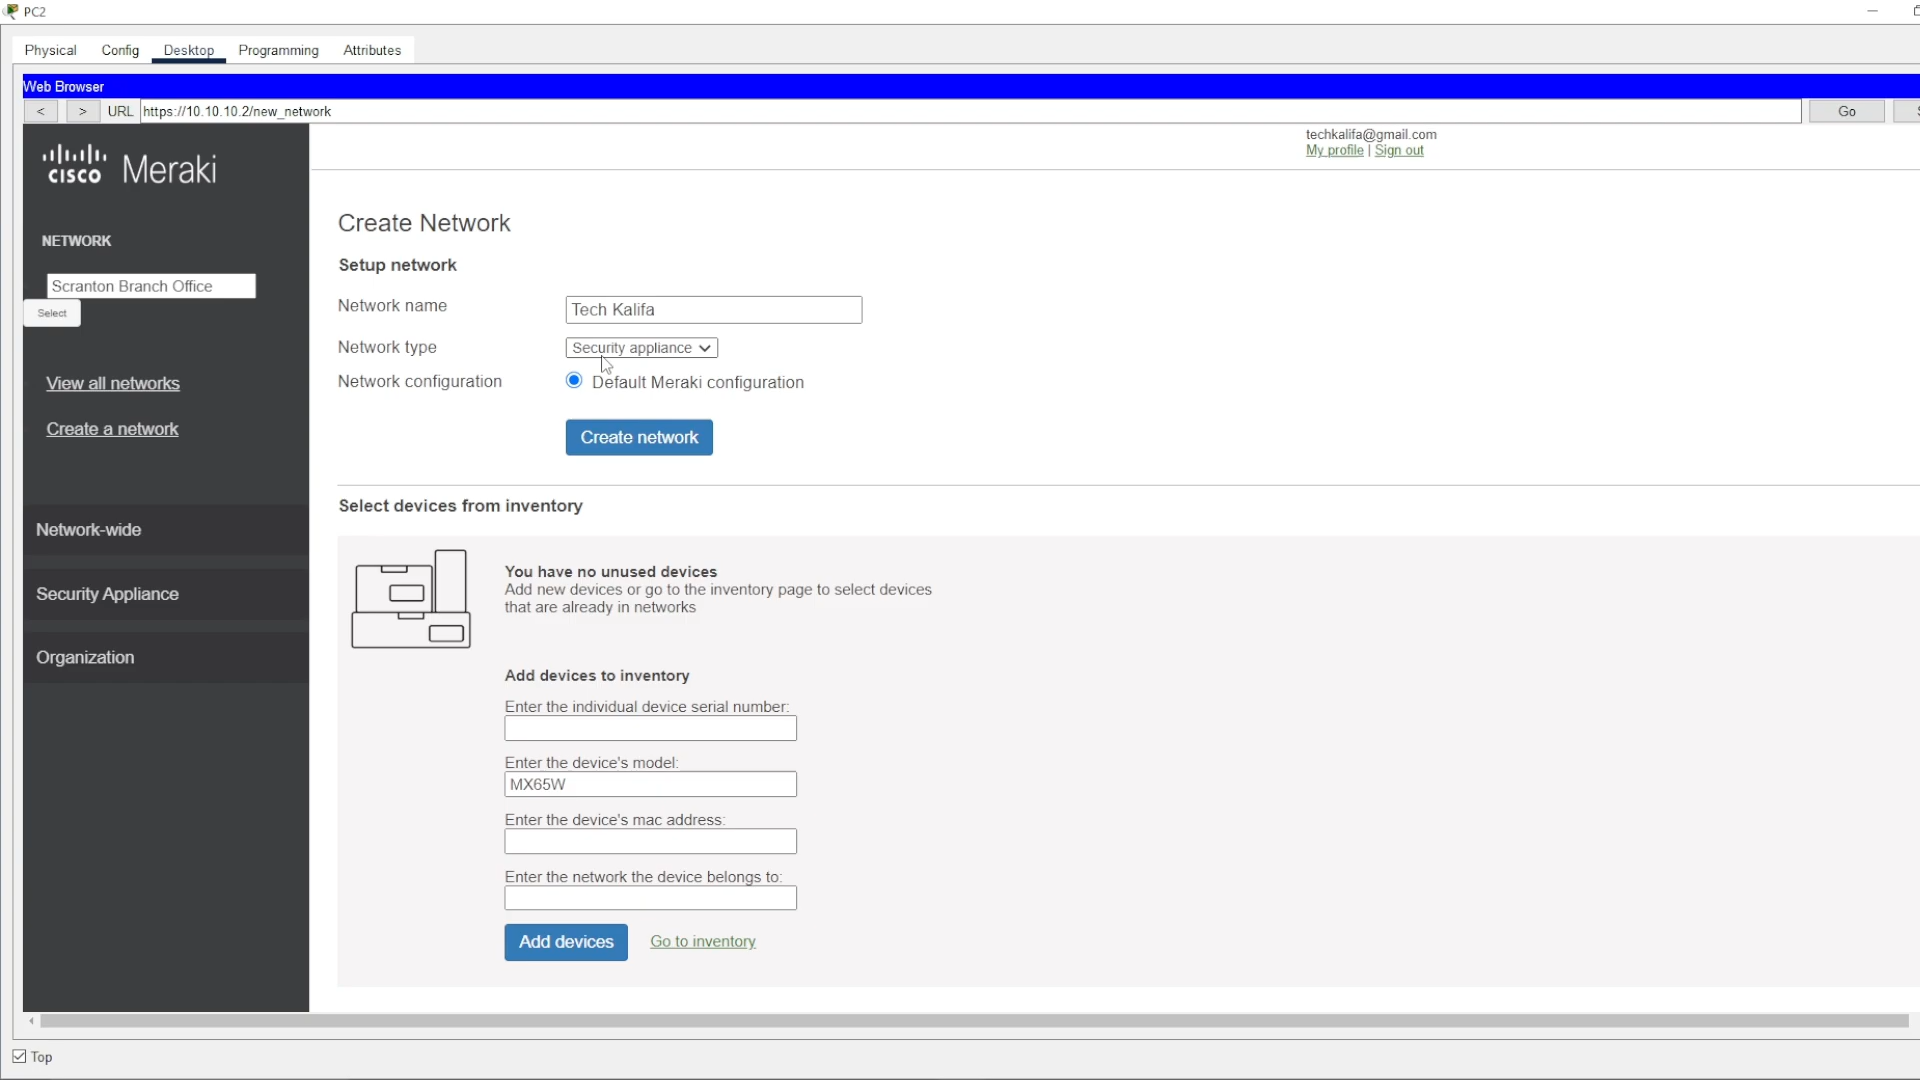 PC2
Physical Config Desktop Programming Attributes
Web Browser
< > URL https://10.10.10.2/new_network Go
techkalifa@gmail.com
My profile | Sign out
cisco Meraki
NETWORK
Scranton Branch Office
Select
View all networks
Create a network
Network-wide
Security Appliance
Organization
Create Network
Setup network
Network name Tech Kalifa
Network type Security appliance
Network configuration Default Meraki configuration
Create network
Select devices from inventory
You have no unused devices
Add new devices or go to the inventory page to select devices
that are already in networks
Add devices to inventory
Enter the individual device serial number:
Enter the device's model:
MX65W
Enter the device's mac address:
Enter the network the device belongs to:
Add devices Go to inventory
Top